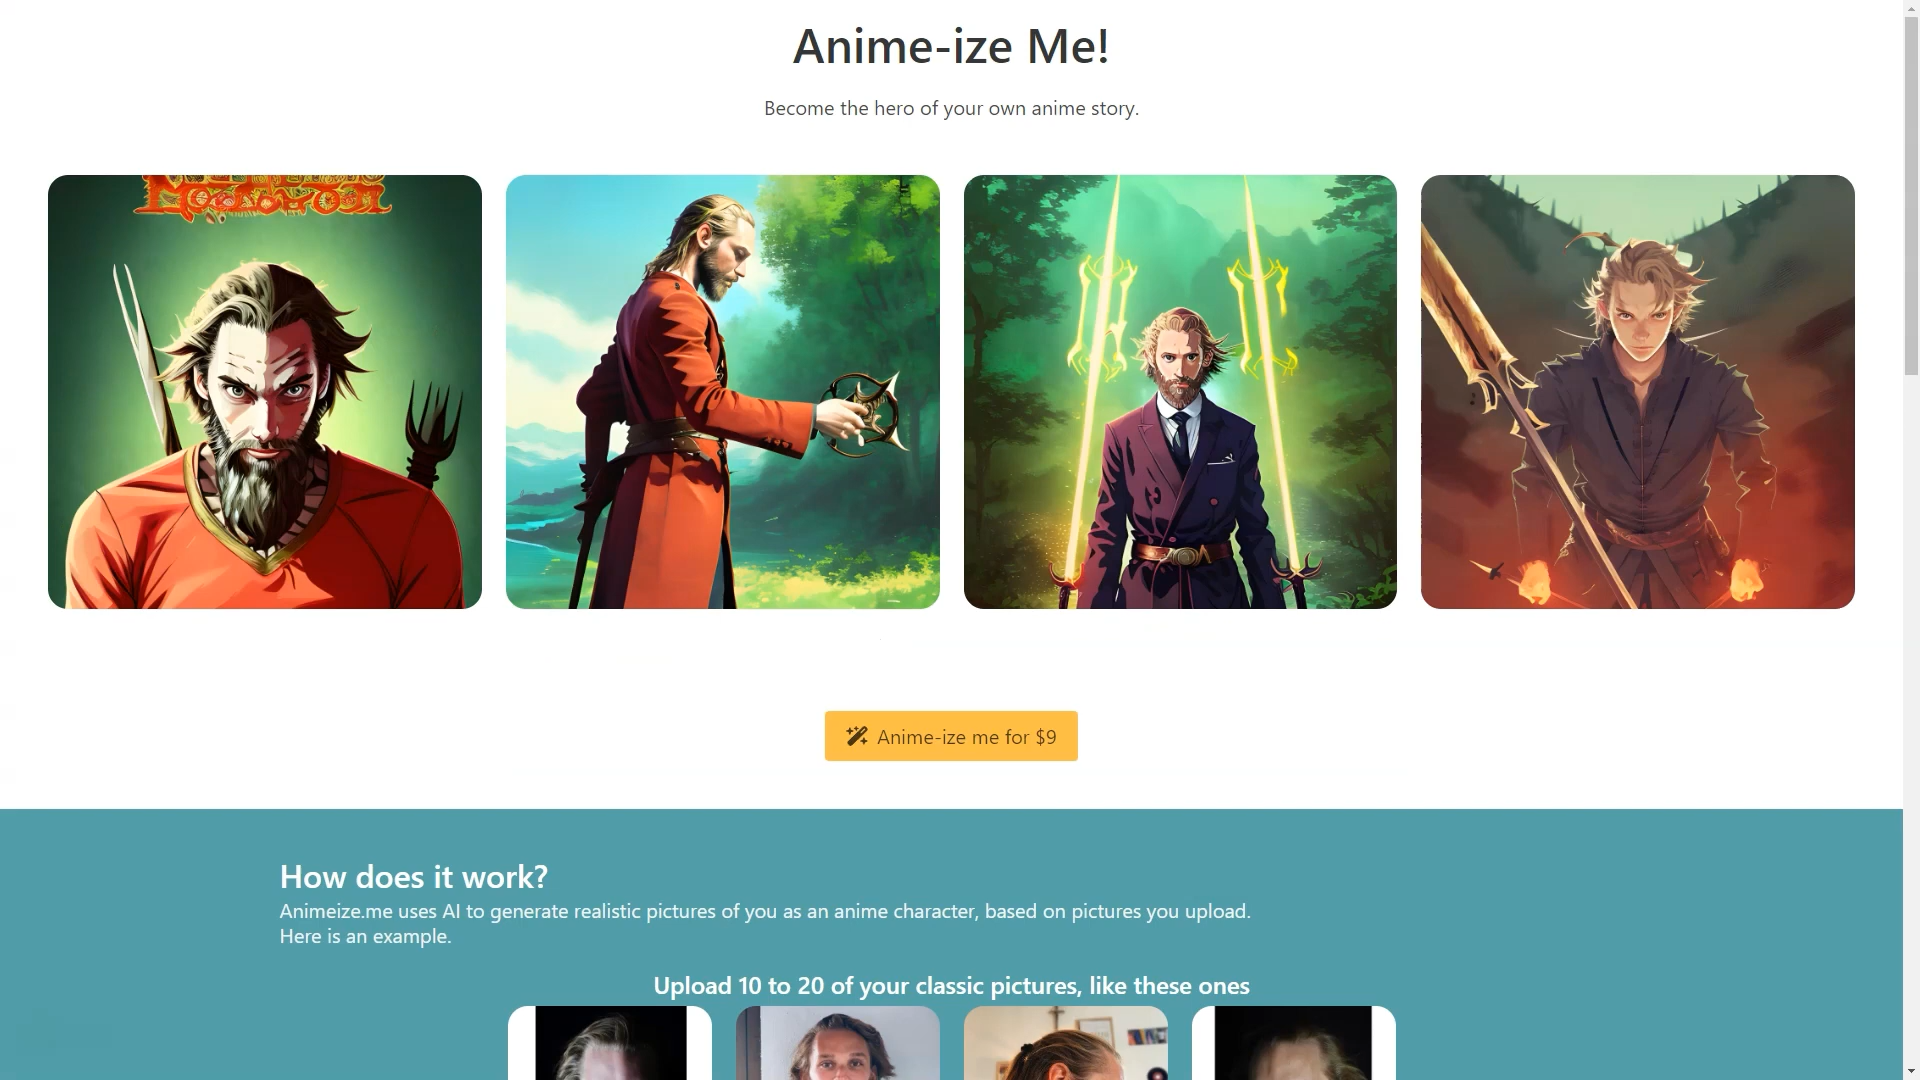 Anime-ize Me!
Become the hero of your own anime story.
Anime-ize me for $9
How does it work?
Animeize.me uses AI to generate realistic pictures of you as an anime character, based on pictures you upload.
Here is an example.
Upload 10 to 20 of your classic pictures, like these ones